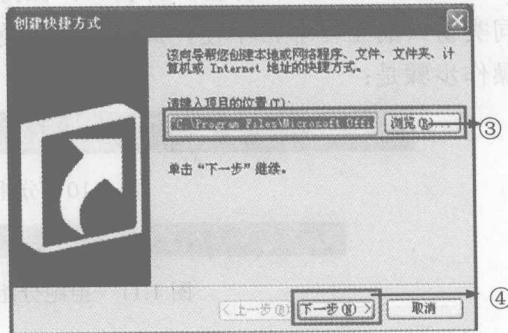 创建快捷方式
该向导帮您创建本地或网络程序、文件、文件夹、计
算机或 Internet 地址的快捷方式。
请键入项目的位置(T):
"C:\Program Files\Microsoft Offi
浏览(R)...
③
单击“下一步”继续。
④
<上一步(B)
下一步(N) >
取消